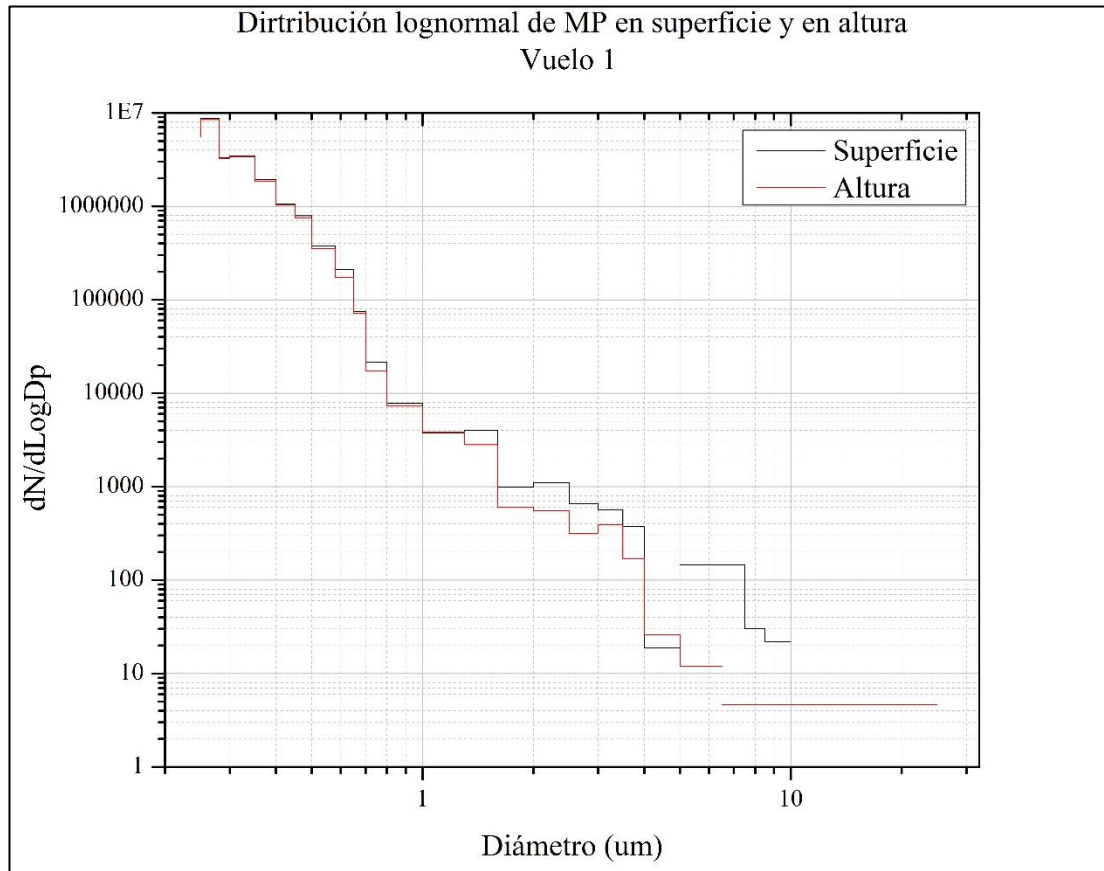 Dirtribución lognormal de MP en superficie y en altura
Vuelo 1
1E7
1000000
100000
10000
1000
100
10
1
dN/dLogDp
Superficie
Altura
1
10
Diámetro (um)